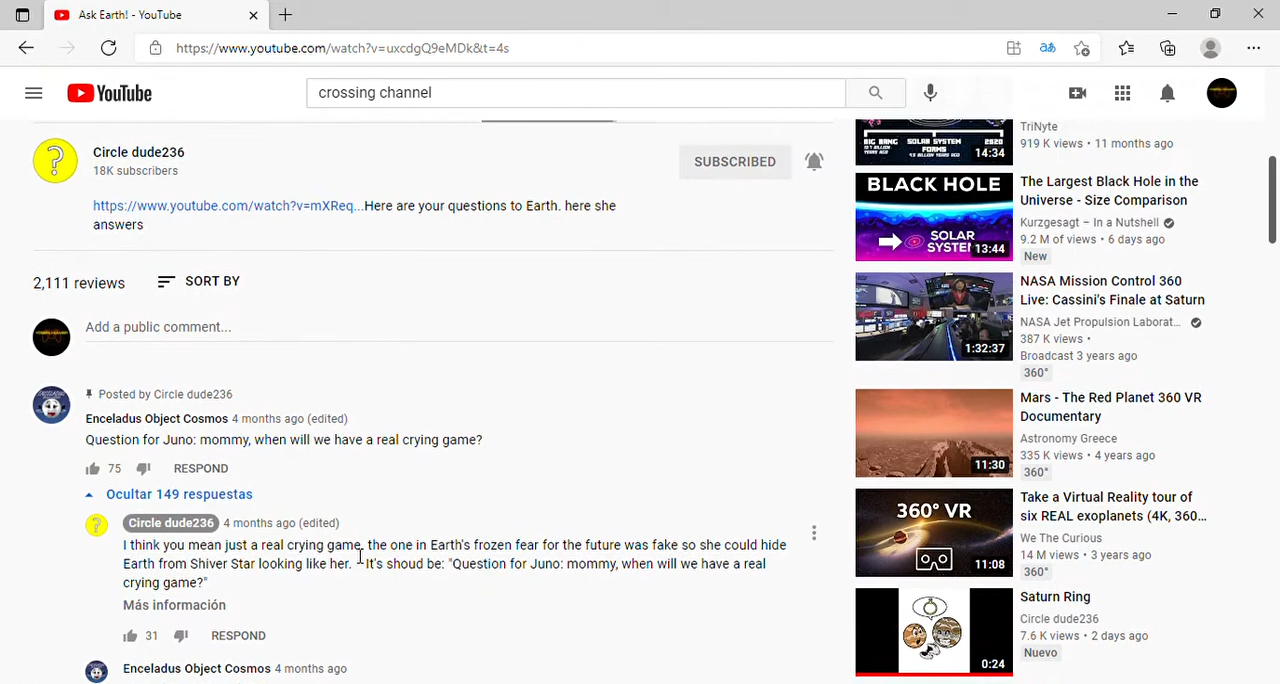 Ask Earth! - YouTube
https://www.youtube.com/watch?v=uxcdgQ9eMDk&t=4s
YouTube
crossing channel
Circle dude236
18K subscribers
SUBSCRIBED
https://www.youtube.com/watch?v=mXReq...Here are your questions to Earth. here she
answers
2,111 reviews
SORT BY
Add a public comment...
Posted by Circle dude236
Enceladus Object Cosmos 4 months ago (edited)
Question for Juno: mommy, when will we have a real crying game?
75 RESPOND
Ocultar 149 respuestas
Circle dude236 4 months ago (edited)
I think you mean just a real crying game, the one in Earth's frozen fear for the future was fake so she could hide
Earth from Shiver Star looking like her. It's shoud be: "Question for Juno: mommy, when will we have a real
crying game?"
Más información
31 RESPOND
Enceladus Object Cosmos 4 months ago
BIG BANG
SOLAR SYSTEM
FORMS
2020
14:34
TriNyte
919 K views • 11 months ago
BLACK HOLE
SOLAR
SYSTEM
13:44
The Largest Black Hole in the
Universe - Size Comparison
Kurzgesagt – In a Nutshell
9.2 M of views • 6 days ago
New
1:32:37
NASA Mission Control 360
Live: Cassini's Finale at Saturn
NASA Jet Propulsion Laborat...
387 K views •
Broadcast 3 years ago
360°
11:30
Mars - The Red Planet 360 VR
Documentary
Astronomy Greece
335 K views • 4 years ago
360°
360° VR
11:08
Take a Virtual Reality tour of
six REAL exoplanets (4K, 360...
We The Curious
14 M views • 3 years ago
360°
0:24
Saturn Ring
Circle dude236
7.6 K views • 2 days ago
Nuevo